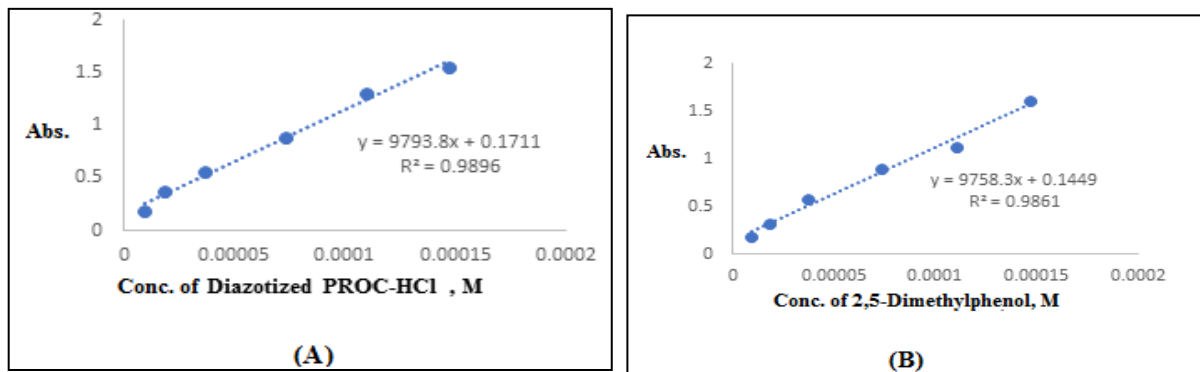 2
1.5
1
0.5
0
Abs.
y = 9793.8x + 0.1711
R² = 0.9896
0 0.00005 0.0001 0.00015 0.0002
Conc. of Diazotized PROC-HCl , M
(A)
2
1.5
1
0.5
0
Abs.
y = 9758.3x + 0.1449
R² = 0.9861
0 0.00005 0.0001 0.00015 0.0002
Conc. of 2,5-Dimethylphenol, M
(B)